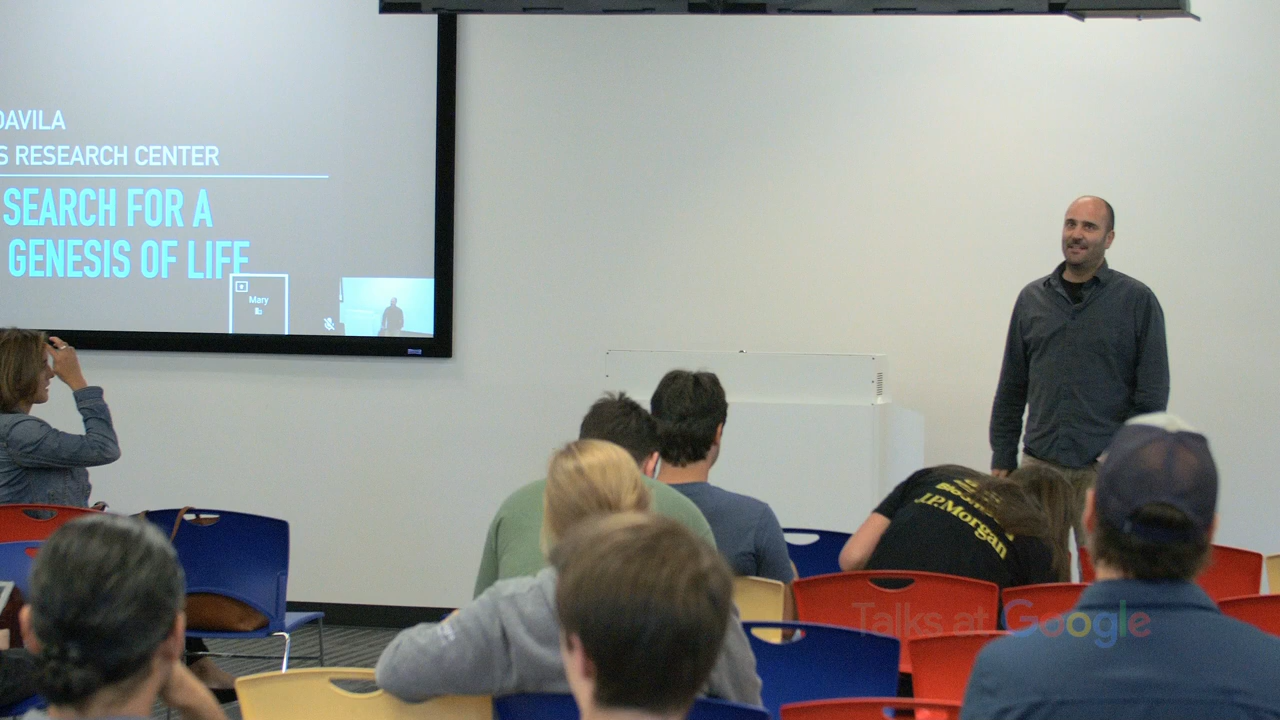 DAVILA
S RESEARCH CENTER
SEARCH FOR A
GENESIS OF LIFE
Mary
J.P.Morgan
Talks at Google